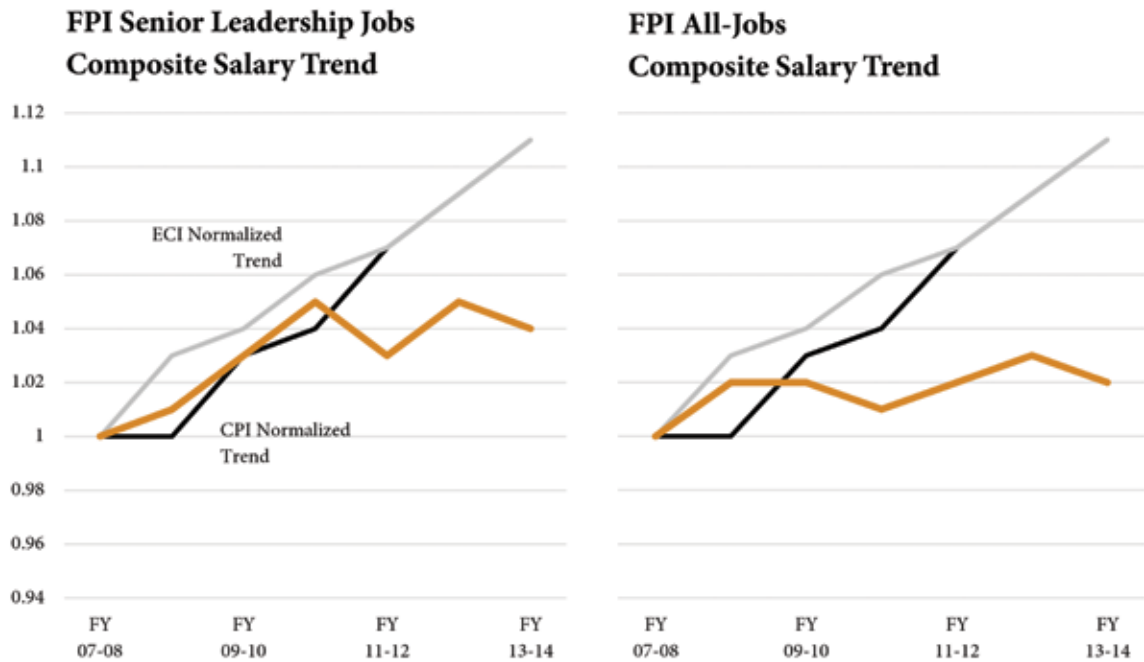 FPI Senior Leadership Jobs
Composite Salary Trend
FPI All-Jobs
Composite Salary Trend
1.12
1.1
1.08
1.06
1.04
1.02
1
0.98
0.96
0.94
ECI Normalized
Trend
CPI Normalized
Trend
FY
07-08
FY
09-10
FY
11-12
FY
13-14
FY
07-08
FY
09-10
FY
11-12
FY
13-14